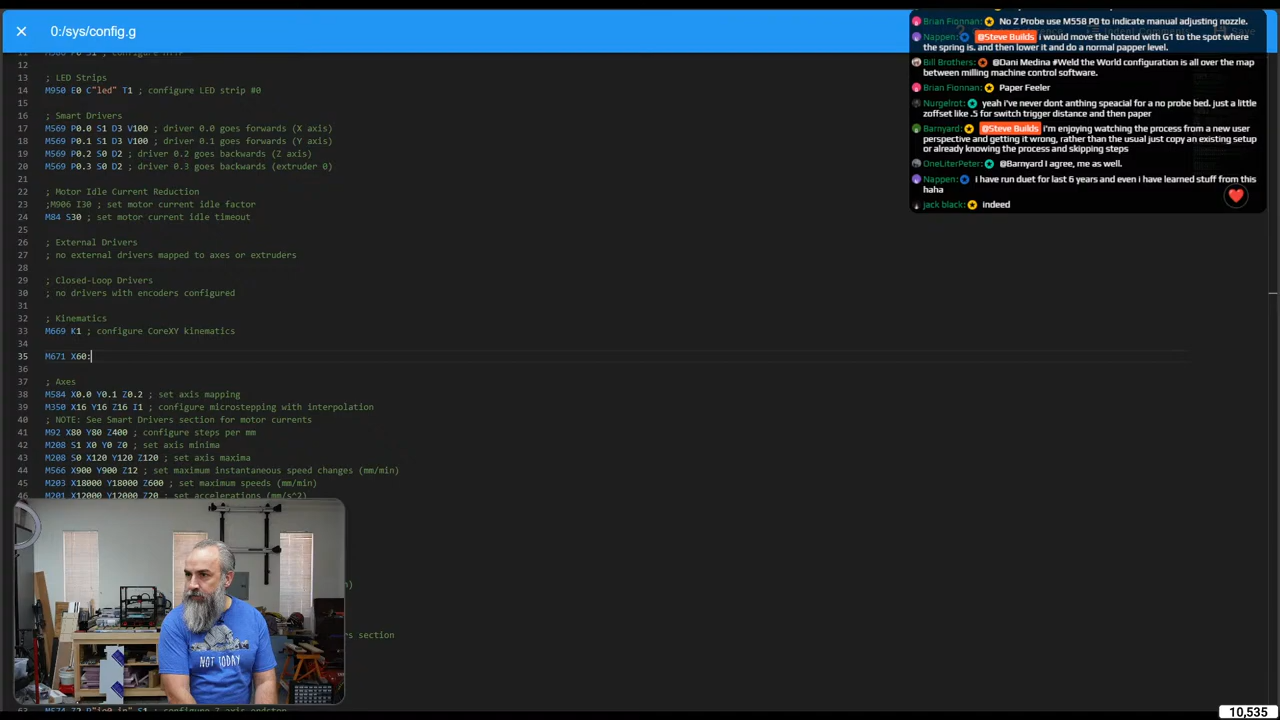 0:/sys/config.g
12
13 ; LED Strips
14 M950 E0 C"led" T1 ; configure LED strip #0
15
16 ; Smart Drivers
17 M569 P0.0 S1 D3 V100 ; driver 0.0 goes forwards (X axis)
18 M569 P0.1 S1 D3 V100 ; driver 0.1 goes forwards (Y axis)
19 M569 P0.2 S0 D2 ; driver 0.2 goes backwards (Z axis)
20 M569 P0.3 S0 D2 ; driver 0.3 goes backwards (extruder 0)
21
22 ; Motor Idle Current Reduction
23 ;M906 I30 ; set motor current idle factor
24 M84 S30 ; set motor current idle timeout
25
26 ; External Drivers
27 ; no external drivers mapped to axes or extruders
28
29 ; Closed-Loop Drivers
30 ; no drivers with encoders configured
31
32 ; Kinematics
33 M669 K1 ; configure CoreXY kinematics
34
35 M671 X60:
36
37 ; Axes
38 M584 X0.0 Y0.1 Z0.2 ; set axis mapping
39 M350 X16 Y16 Z16 I1 ; configure microstepping with interpolation
40 ; NOTE: See Smart Drivers section for motor currents
41 M92 X80 Y80 Z400 ; configure steps per mm
42 M208 S1 X0 Y0 Z0 ; set axis minima
43 M208 S0 X120 Y120 Z120 ; set axis maxima
44 M566 X900 Y900 Z12 ; set maximum instantaneous speed changes (mm/min)
45 M203 X18000 Y18000 Z600 ; set maximum speeds (mm/min)
46 M201 X12000 Y12000 Z20 ; set accelerations (mm/s^2)
Brian Fionnan: No Z Probe use M558 P0 to indicate manual adjusting nozzle.
Nappen: @Steve Builds i would move the hotend with G1 to the spot where
the spring is. and then lower it and do a normal papper level.
Bill Brothers: @Dani Medina #Weld the World configuration is all over the map
between milling machine control software.
Brian Fionnan: Paper Feeler
Nurgelrot: yeah i've never dont anthing speacial for a no probe bed. just a little
zoffset like .5 for switch trigger distance and then paper
Barnyard: @Steve Builds i'm enjoying watching the process from a new user
perspective and getting it wrong, rather than the usual just copy an existing setup
or already knowing the process and skipping steps
OneLiterPeter: @Barnyard I agree, me as well.
Nappen: i have run duet for last 6 years and even i have learned stuff from this
haha
jack black: indeed
NOT TODAY
10,535